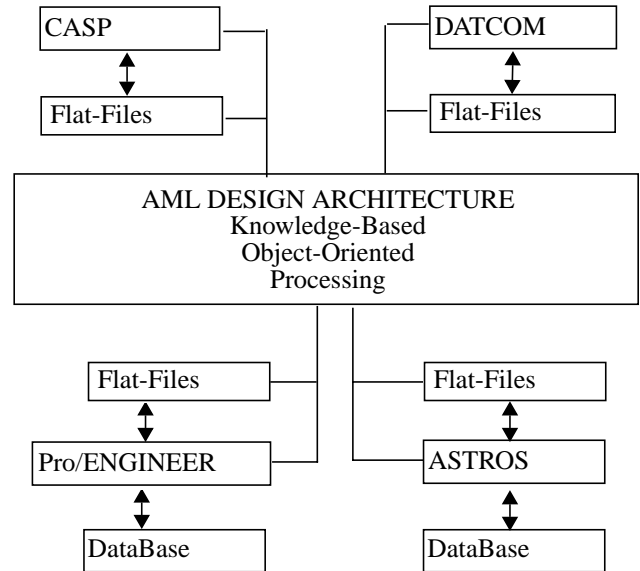 CASP
DATCOM
Flat-Files
Flat-Files
AML DESIGN ARCHITECTURE
Knowledge-Based
Object-Oriented
Processing
Flat-Files
Flat-Files
Pro/ENGINEER
ASTROS
DataBase
DataBase